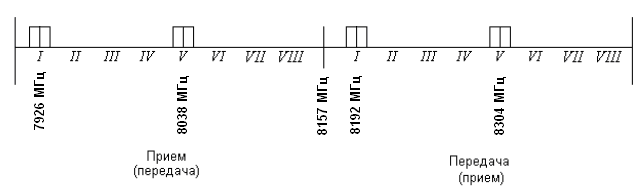 I II III IV V VI VII VIII I II III IV V VI VII VIII
7926 МГц 8038 МГц 8157 МГц 8192 МГц 8304 МГц
Прием
(передача)
Передача
(прием)